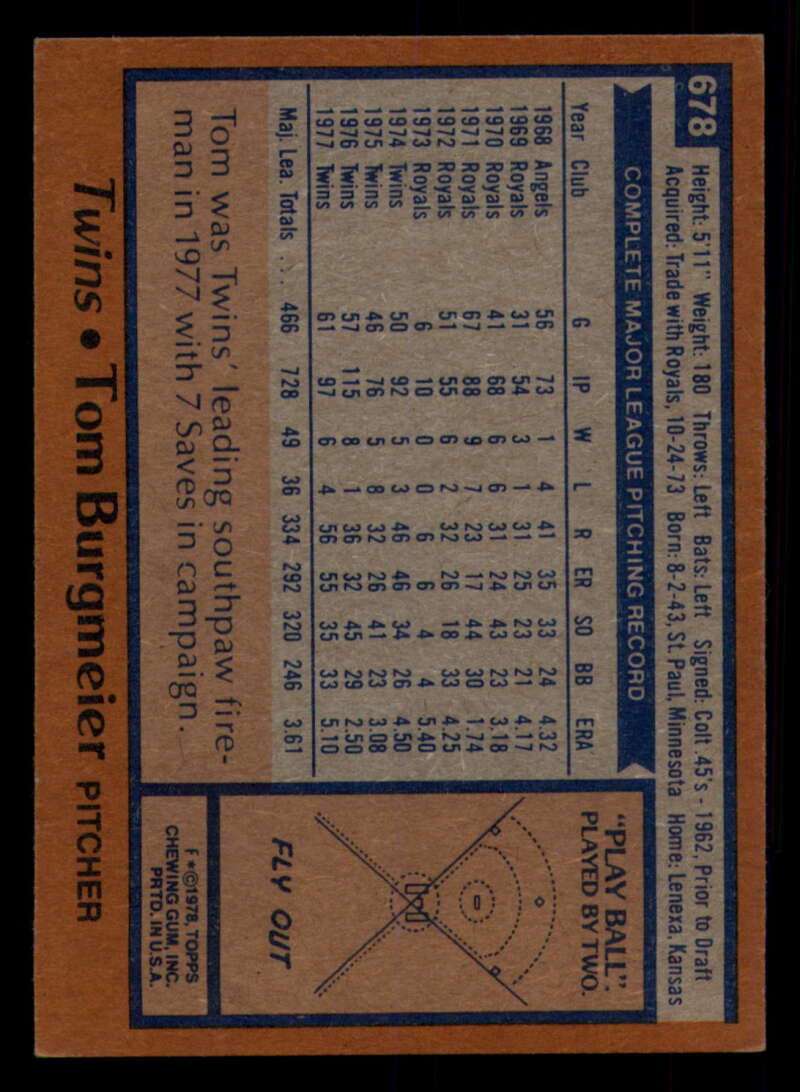 678
Height: 5'11" Weight: 180 Throws: Left Bats: Left Signed: Colt .45's - 1962, Prior to Draft
Acquired: Trade with Royals, 10-24-73 Born: 8-2-43, St. Paul, Minnesota Home: Lenexa, Kansas
COMPLETE MAJOR LEAGUE PITCHING RECORD
Year Club G IP W L R ER SO BB ERA
1968 Angels 56 73 1 4 41 35 33 24 4.32
1969 Royals 31 54 3 1 31 25 23 21 4.17
1970 Royals 41 68 6 6 31 24 43 23 3.18
1971 Royals 67 88 9 7 23 17 44 30 1.74
1972 Royals 51 55 6 2 32 26 18 33 4.25
1973 Royals 6 10 0 0 6 6 4 4 5.40
1974 Twins 50 92 5 3 46 46 34 26 4.50
1975 Twins 46 76 5 8 32 26 41 23 3.08
1976 Twins 57 115 8 1 36 32 45 29 2.50
1977 Twins 61 97 6 4 56 55 35 33 5.10
Maj. Lea. Totals ... 466 728 49 36 334 292 320 246 3.61
Tom was Twins' leading southpaw fire-
man in 1977 with 7 Saves in campaign.
"PLAY BALL".
PLAYED BY TWO.
FLY OUT
F*©1978, TOPPS
CHEWING GUM, INC.
PRTD. IN U.S.A.
Twins • Tom Burgmeier PITCHER